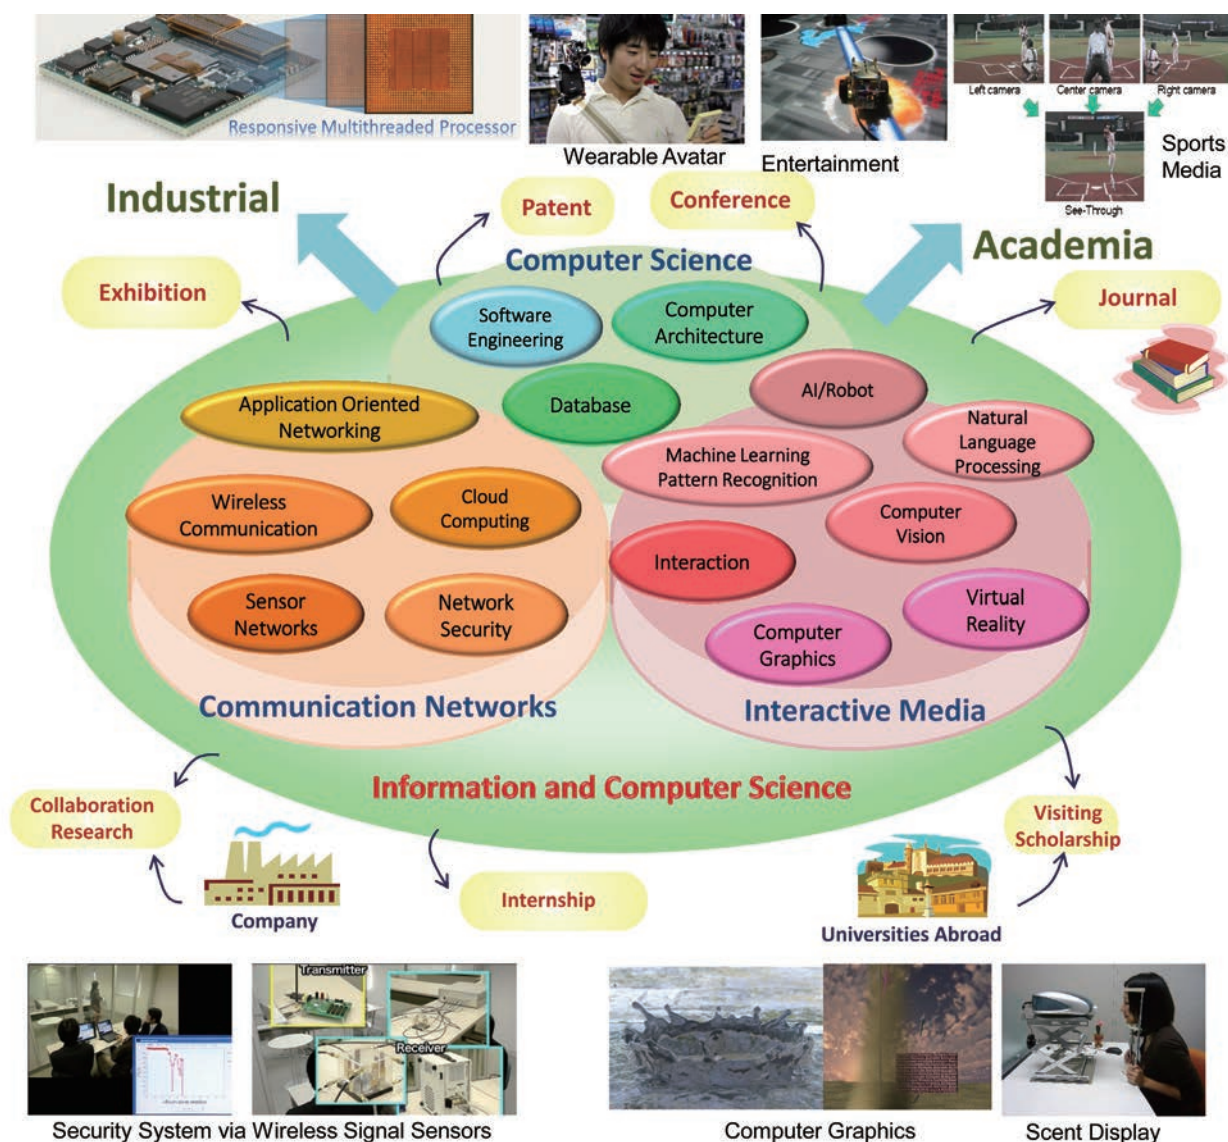 Responsive Multithreaded Processor
Wearable Avatar
Entertainment
Left camera
Center camera
Right camera
See-Through
Sports
Media
Industrial
Academia
Patent
Conference
Exhibition
Journal
Computer Science
Software
Engineering
Computer
Architecture
Database
AI/Robot
Application Oriented
Networking
Natural
Language
Processing
Machine Learning
Pattern Recognition
Wireless
Communication
Cloud
Computing
Computer
Vision
Interaction
Sensor
Networks
Network
Security
Virtual
Reality
Computer
Graphics
Communication Networks
Interactive Media
Information and Computer Science
Collaboration
Research
Company
Internship
Visiting
Scholarship
Universities Abroad
Transmitter
Receiver
Security System via Wireless Signal Sensors
Computer Graphics
Scent Display